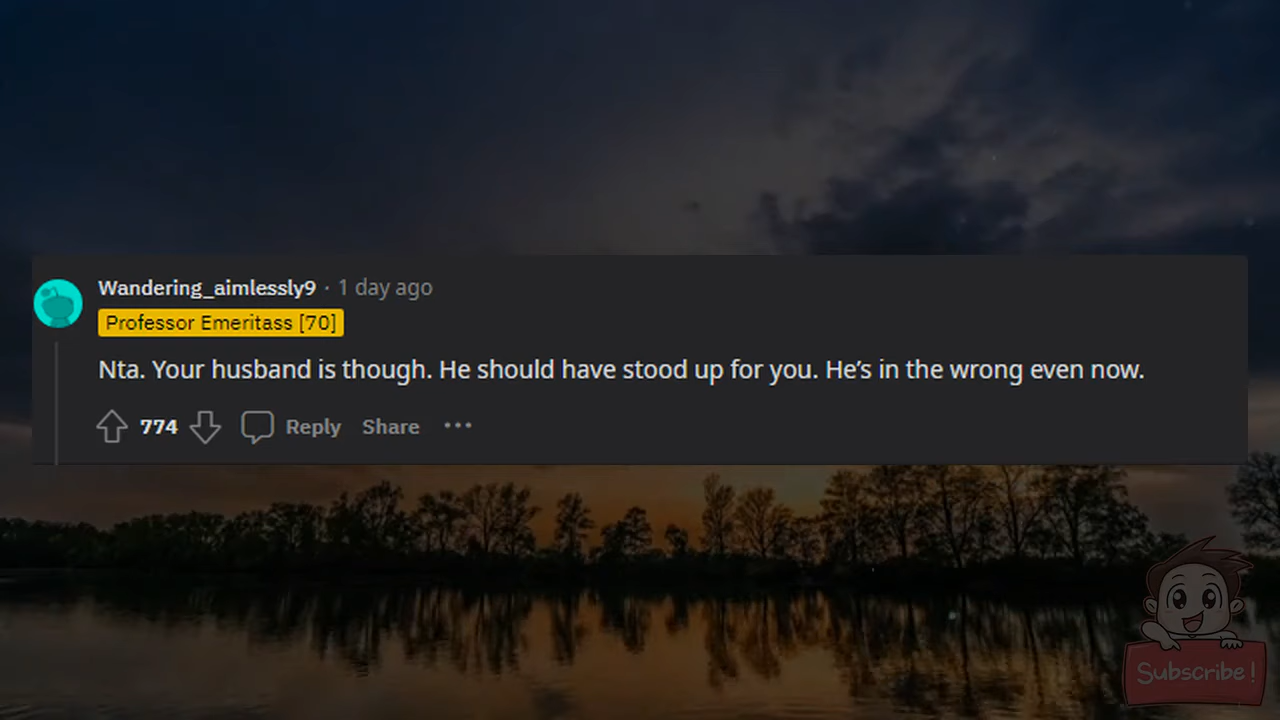 Wandering_aimlessly9 · 1 day ago
Professor Emeritass [70]
Nta. Your husband is though. He should have stood up for you. He’s in the wrong even now.
774 Reply Share ···
Subscribe!